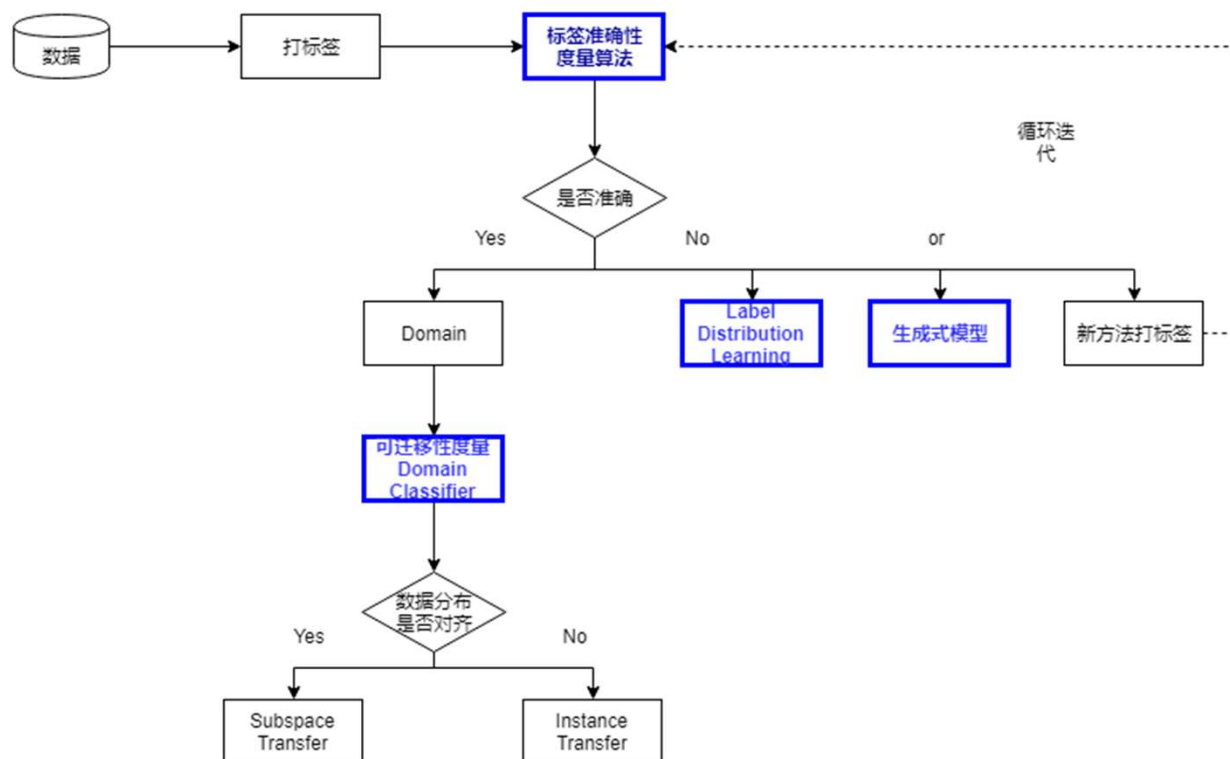 数据
打标签
标签准确性
度量算法
循环迭
代
是否准确
Yes
No
or
Domain
Label
Distribution
Learning
生成式模型
新方法打标签
可迁移性度量
Domain
Classifier
数据分布
是否对齐
Yes
No
Subspace
Transfer
Instance
Transfer